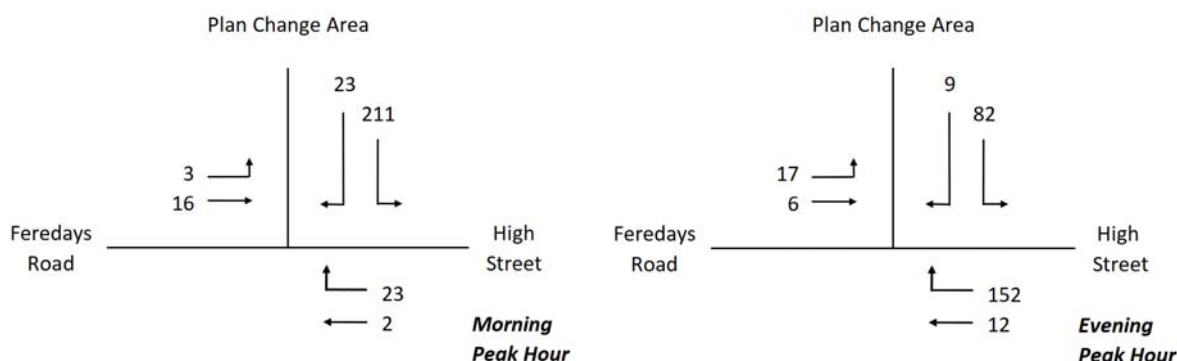 Plan Change Area
23
211
3
16
Feredays
Road
High
Street
23
2
Morning
Peak Hour
Plan Change Area
9
82
17
6
Feredays
Road
High
Street
152
12
Evening
Peak Hour